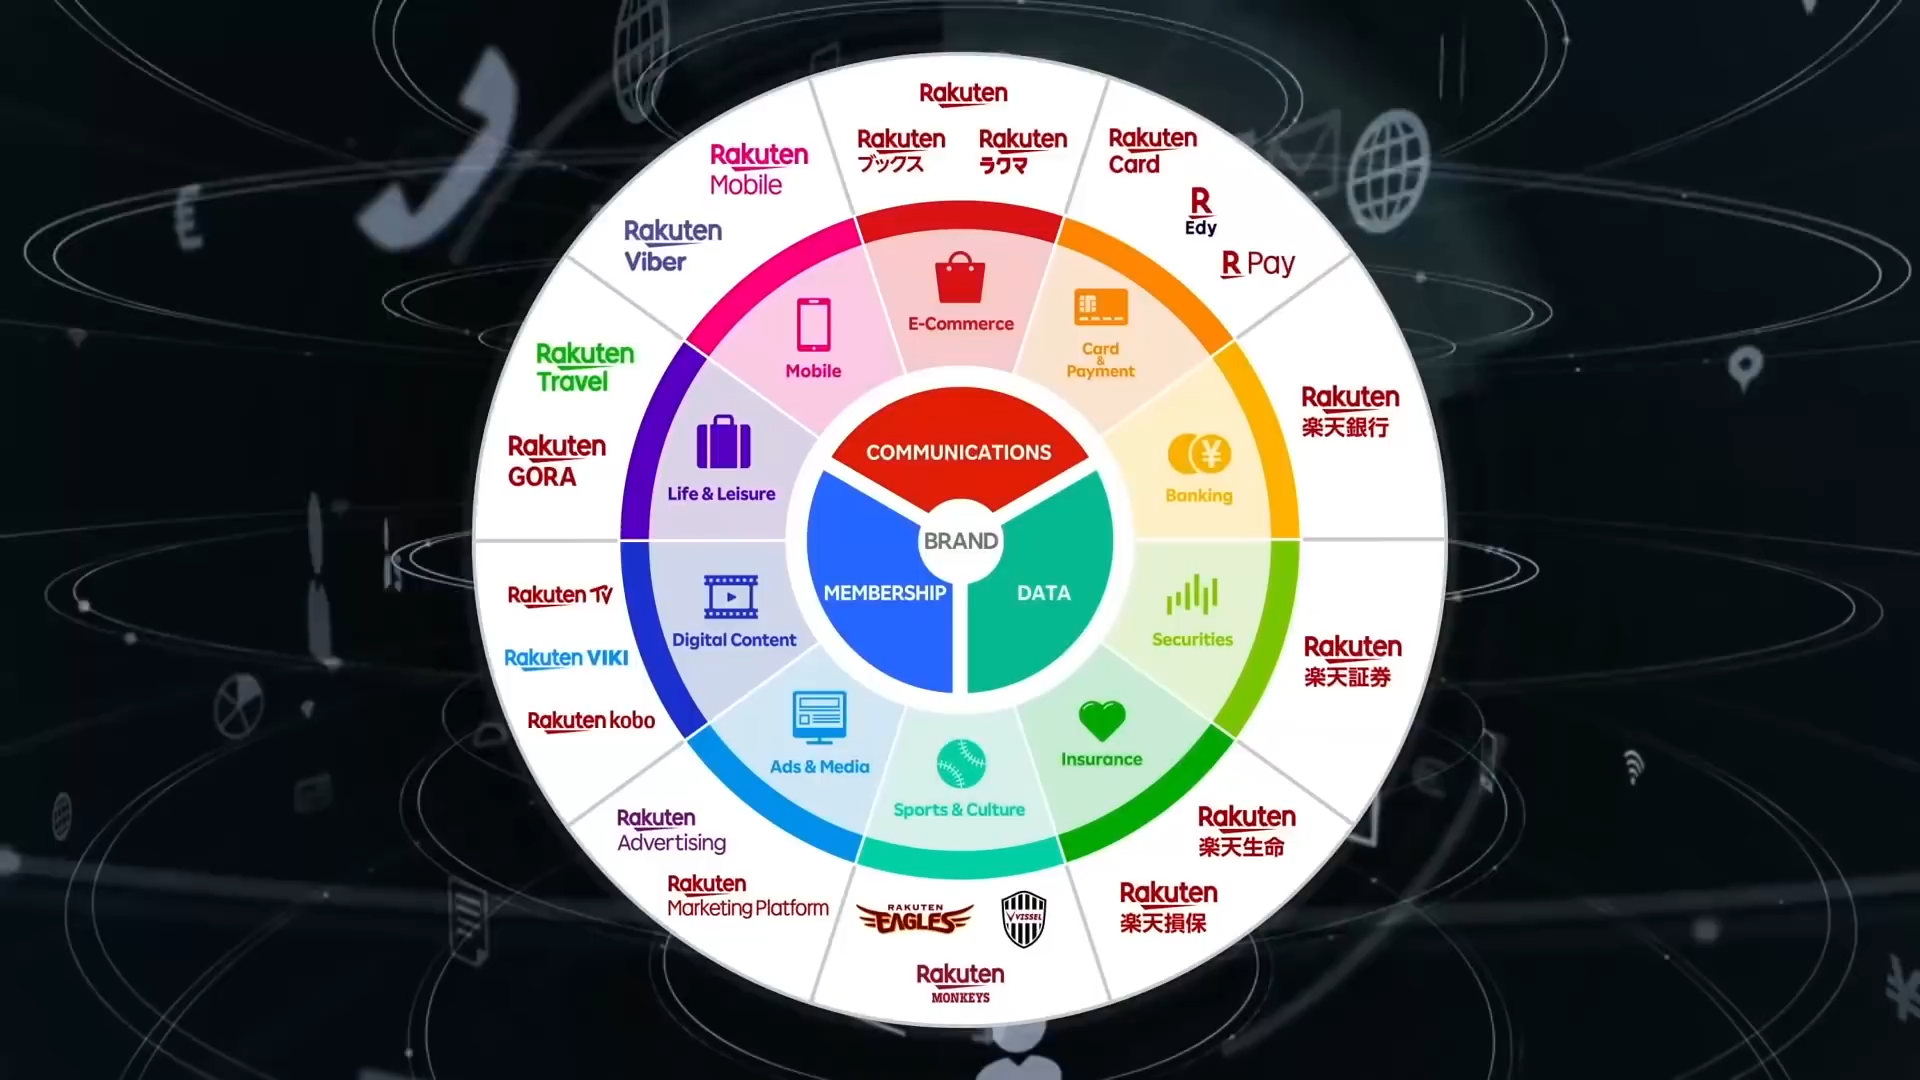 Rakuten
Rakuten
ブックス
Rakuten
ラクマ
Rakuten
Card
R
Edy
R Pay
Rakuten
楽天銀行
Rakuten
楽天証券
Rakuten
楽天生命
Rakuten
楽天損保
RAKUTEN
EAGLES
VISSEL
Rakuten
MONKEYS
Rakuten
Advertising
Rakuten
Marketing Platform
Rakuten TV
Rakuten VIKI
Rakuten kobo
Rakuten
Travel
Rakuten
GORA
Rakuten
Mobile
Rakuten
Viber
E-Commerce
Card
&
Payment
¥
Banking
Securities
Insurance
Sports & Culture
Ads & Media
Digital Content
Life & Leisure
Mobile
COMMUNICATIONS
BRAND
MEMBERSHIP
DATA